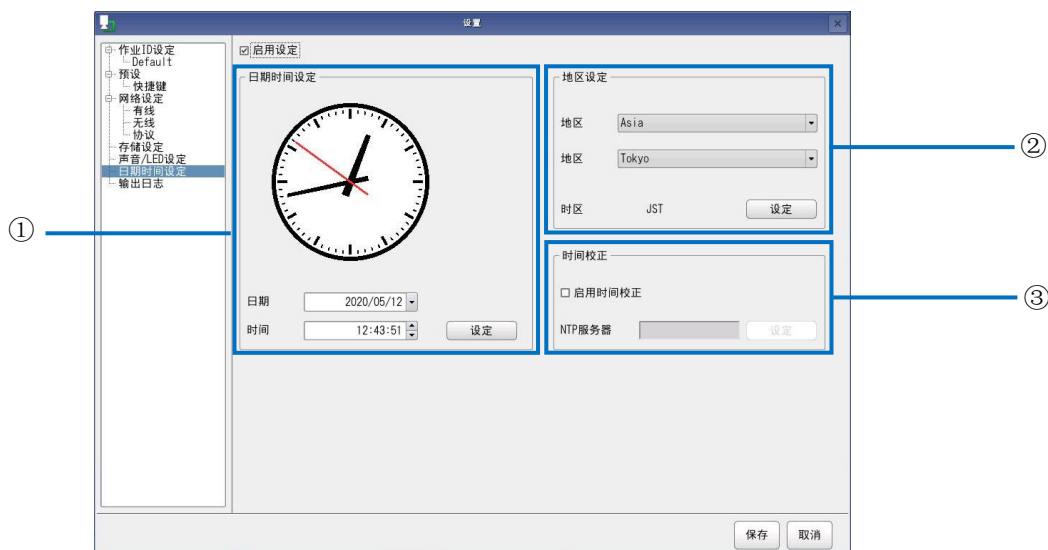 设置
作业ID设定
Default
预设
快捷键
网络设定
有线
无线
协议
存储设定
声音/LED设定
日期时间设定
输出日志
启用设定
日期时间设定
日期 2020/05/12
时间 12:43:51 设定
①
地区设定
地区 Asia
地区 Tokyo
时区 JST 设定
②
时间校正
启用时间校正
NTP服务器 设定
③
保存 取消